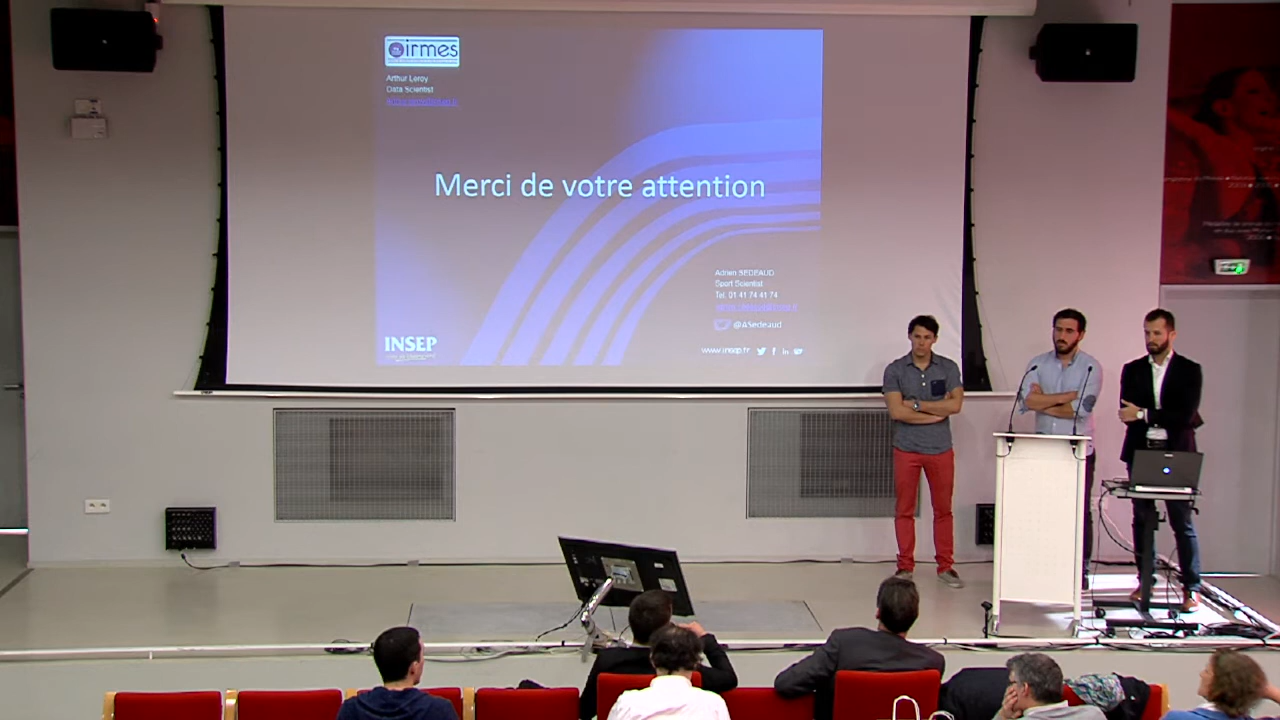 irmes
Arthur Leroy
Data Scientist
Merci de votre attention
Adrien SEDEAUD
Sport Scientist
Tel. 01 41 74 41 74
@ASedeaud
INSEP
www.insep.fr